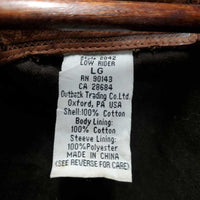 2042
LOW RIDER
LG
RN 90143
CA 28684
Outback Trading Co.Ltd.
Oxford, PA USA
Shell:100% Cotton
Body Lining:
100% Cotton
Sleeve Lining:
100%Polyester
MADE IN CHINA
(SEE REVERSE FOR CARE)